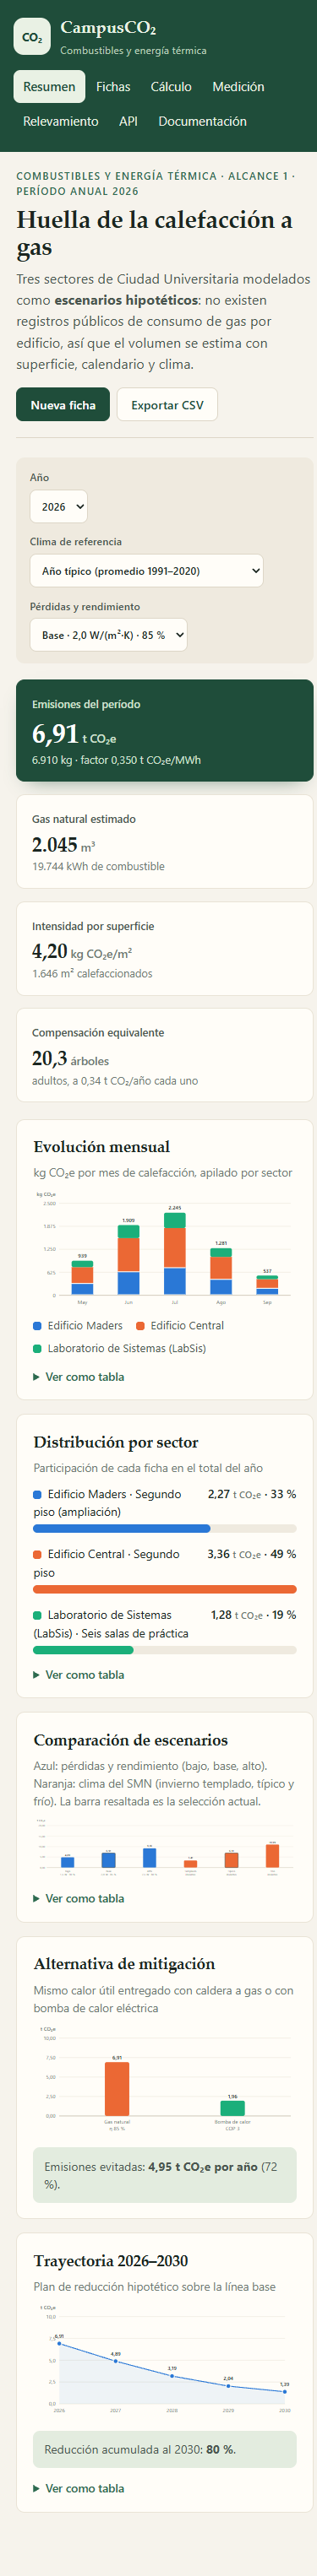 CO₂
CampusCO₂
Combustibles y energía térmica
Resumen Fichas Cálculo Medición
Relevamiento API Documentación
COMBUSTIBLES Y ENERGÍA TÉRMICA · ALCANCE 1 ·
PERÍODO ANUAL 2026
Huella de la calefacción a
gas
Tres sectores de Ciudad Universitaria modelados
como escenarios hipotéticos: no existen
registros públicos de consumo de gas por
edificio, así que el volumen se estima con
superficie, calendario y clima.
Nueva ficha Exportar CSV
Año
2026
Clima de referencia
Año típico (promedio 1991–2020)
Pérdidas y rendimiento
Base · 2,0 W/(m²·K) · 85 %
Emisiones del período
6,91 t CO₂e
6.910 kg · factor 0,350 t CO₂e/MWh
Gas natural estimado
2.045 m³
19.744 kWh de combustible
Intensidad por superficie
4,20 kg CO₂e/m²
1.646 m² calefaccionados
Compensación equivalente
20,3 árboles
adultos, a 0,34 t CO₂/año cada uno
Evolución mensual
kg CO₂e por mes de calefacción, apilado por sector
kg CO₂e
2.500
2.245
1.909
1.875
1.281
1.250
939
625
537
0
May Jun Jul Ago Sep
Edificio Maders Edificio Central
Laboratorio de Sistemas (LabSis)
Ver como tabla
Distribución por sector
Participación de cada ficha en el total del año
Edificio Maders · Segundo 2,27 t CO₂e · 33 %
piso (ampliación)
Edificio Central · Segundo 3,36 t CO₂e · 49 %
piso
Laboratorio de Sistemas 1,28 t CO₂e · 19 %
(LabSis) · Seis salas de práctica
Ver como tabla
Comparación de escenarios
Azul: pérdidas y rendimiento (bajo, base, alto).
Naranja: clima del SMN (invierno templado, típico y
frío). La barra resaltada es la selección actual.
Ver como tabla
Alternativa de mitigación
Mismo calor útil entregado con caldera a gas o con
bomba de calor eléctrica
t CO₂e
10,00
7,50
6,91
5,00
2,50
1,96
0,00
Gas natural Bomba de calor
η 85 % COP 3
Emisiones evitadas: 4,95 t CO₂e por año (72
%).
Trayectoria 2026–2030
Plan de reducción hipotético sobre la línea base
t CO₂e
10,0
6,91
4,89
5,0
3,19
2,5
2,04
1,39
0,0
2026 2027 2028 2029 2030
Reducción acumulada al 2030: 80 %.
Ver como tabla